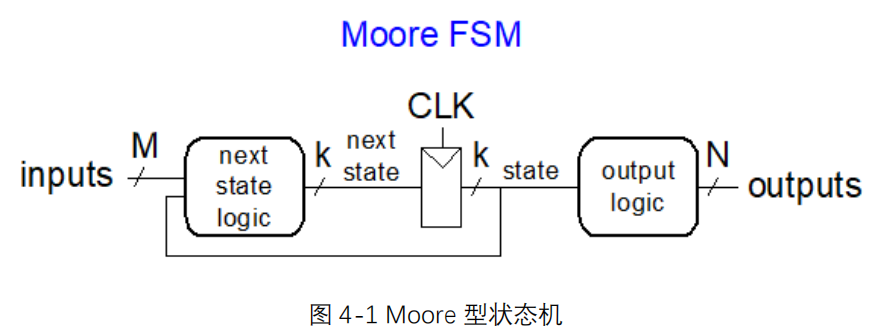 Moore FSM
CLK
inputs
M
next
state
logic
k
next
state
k
state
output
logic
N
outputs
图 4-1 Moore 型状态机